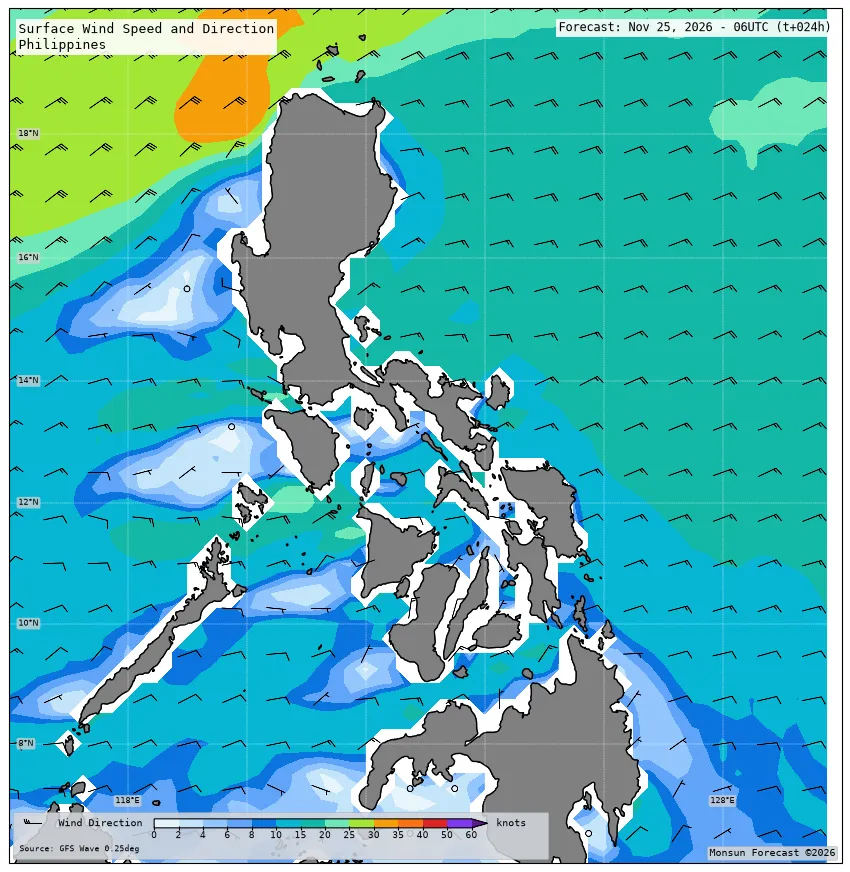 Surface Wind Speed and Direction
Philippines
Forecast: Nov 25, 2026 - 06UTC (t+024h)
18°N
16°N
14°N
12°N
10°N
8°N
118°E
128°E
Wind Direction
knots
0 2 4 6 8 10 15 20 25 30 35 40 50 60
Source: GFS Wave 0.25deg
Monsun Forecast ©2026